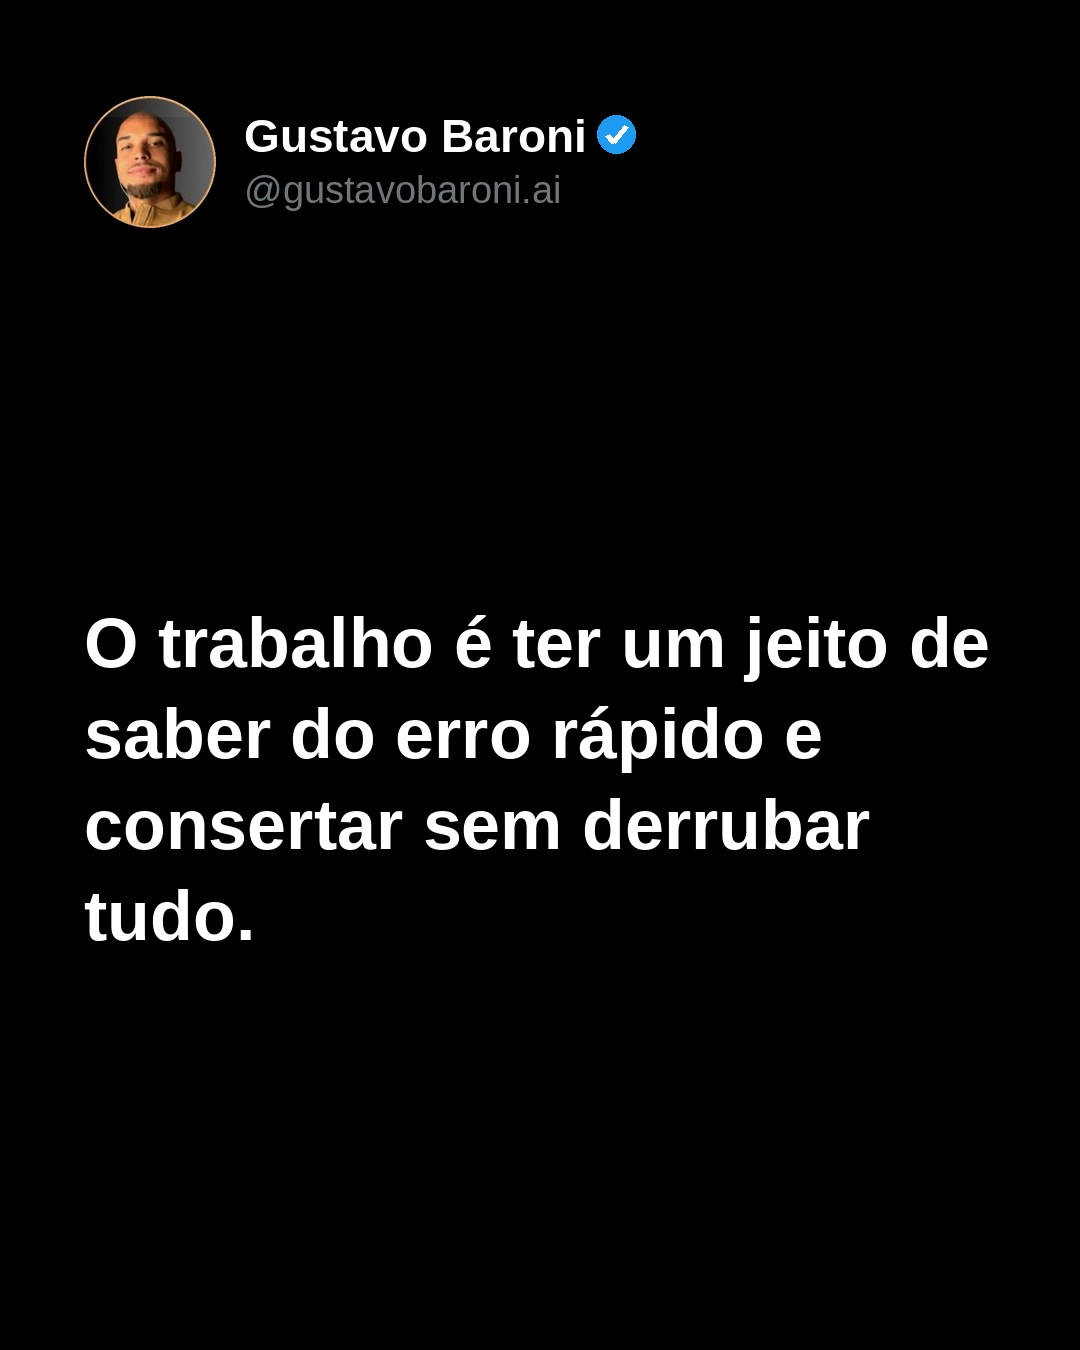 Gustavo Baroni
@gustavobaroni.ai
O trabalho é ter um jeito de
saber do erro rápido e
consertar sem derrubar
tudo.